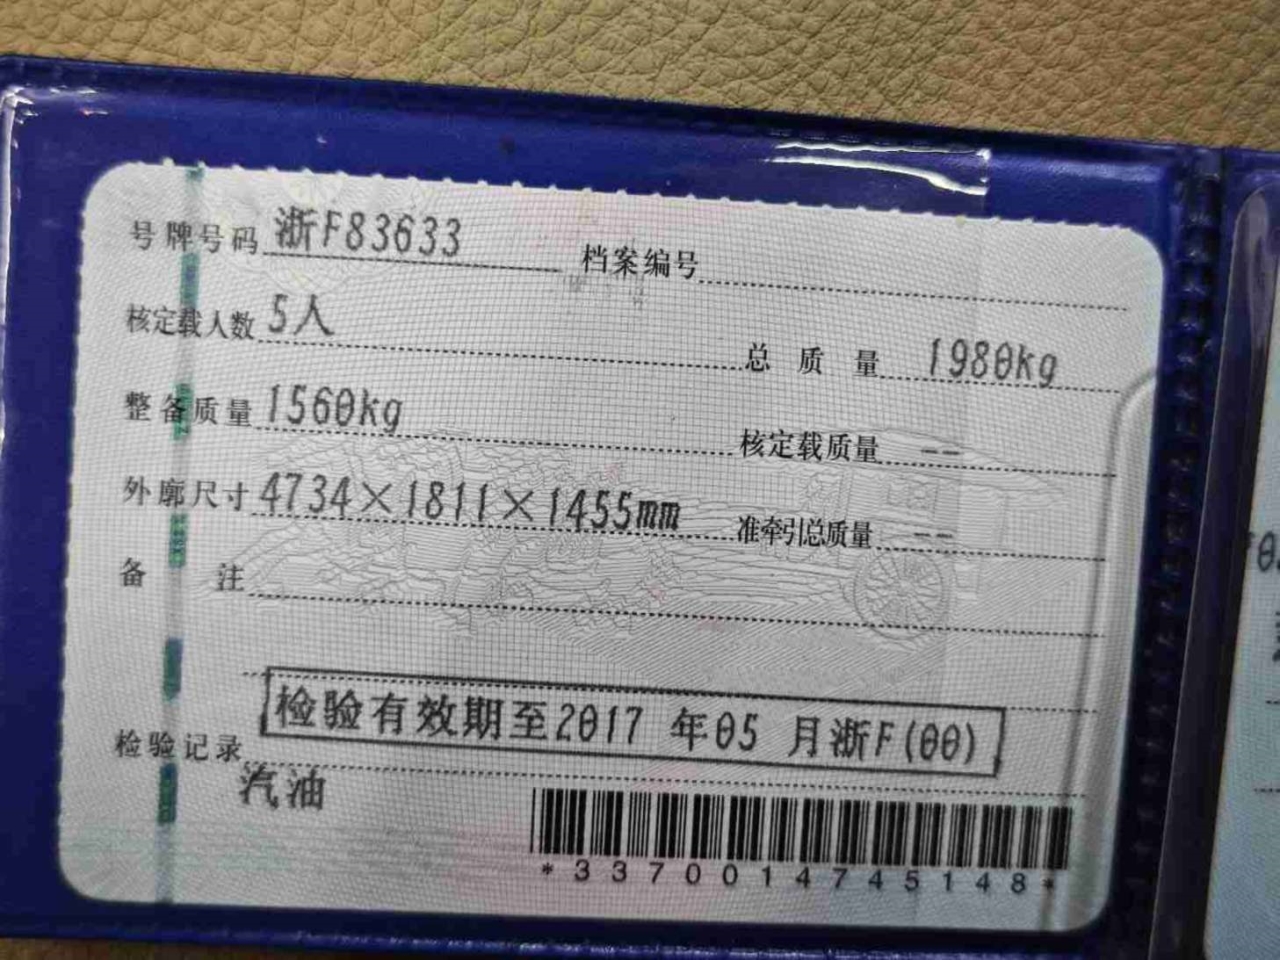 号牌号码 浙F83633 档案编号
核定载人数 5人 总质量 1980kg
整备质量 1560kg 核定载质量 --
外廓尺寸 4734×1811×1455mm 准牵引总质量 --
备注
检验有效期至2017 年05 月浙F(00)
检验记录
汽油
*3370014745148*